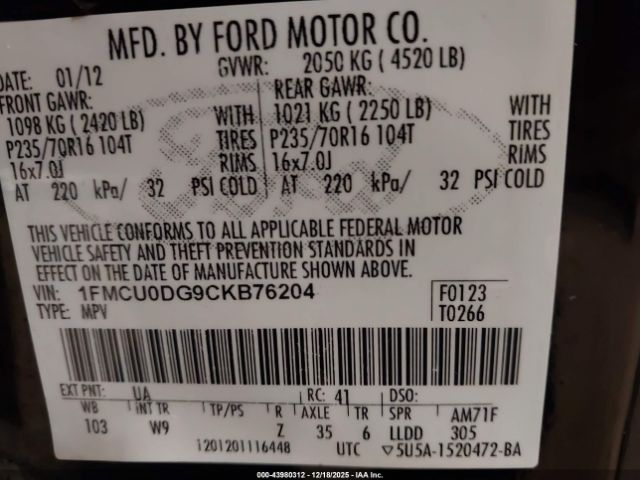 MFD. BY FORD MOTOR CO.
DATE: 01/12 GVWR: 2050 KG ( 4520 LB)
FRONT GAWR: REAR GAWR:
1098 KG ( 2420 LB) WITH 1021 KG ( 2250 LB) WITH
P235/70R16 104T TIRES P235/70R16 104T TIRES
16x7.0J RIMS 16x7.0J RIMS
AT 220 kPa/ 32 PSI COLD AT 220 kPa/ 32 PSI COLD
Ford
THIS VEHICLE CONFORMS TO ALL APPLICABLE FEDERAL MOTOR
VEHICLE SAFETY AND THEFT PREVENTION STANDARDS IN
EFFECT ON THE DATE OF MANUFACTURE SHOWN ABOVE.
VIN: 1FMCU0DG9CKB76204 F0123
TYPE: MPV T0266
EXT PNT: UA RC: 41 DSO:
WB INT TR TP/PS R AXLE TR SPR AM71F
103 W9 Z 35 6 LLDD 305
i201201116448 UTC ▽5U5A-1520472-BA
000-43980312 - 12/18/2025 - IAA Inc.